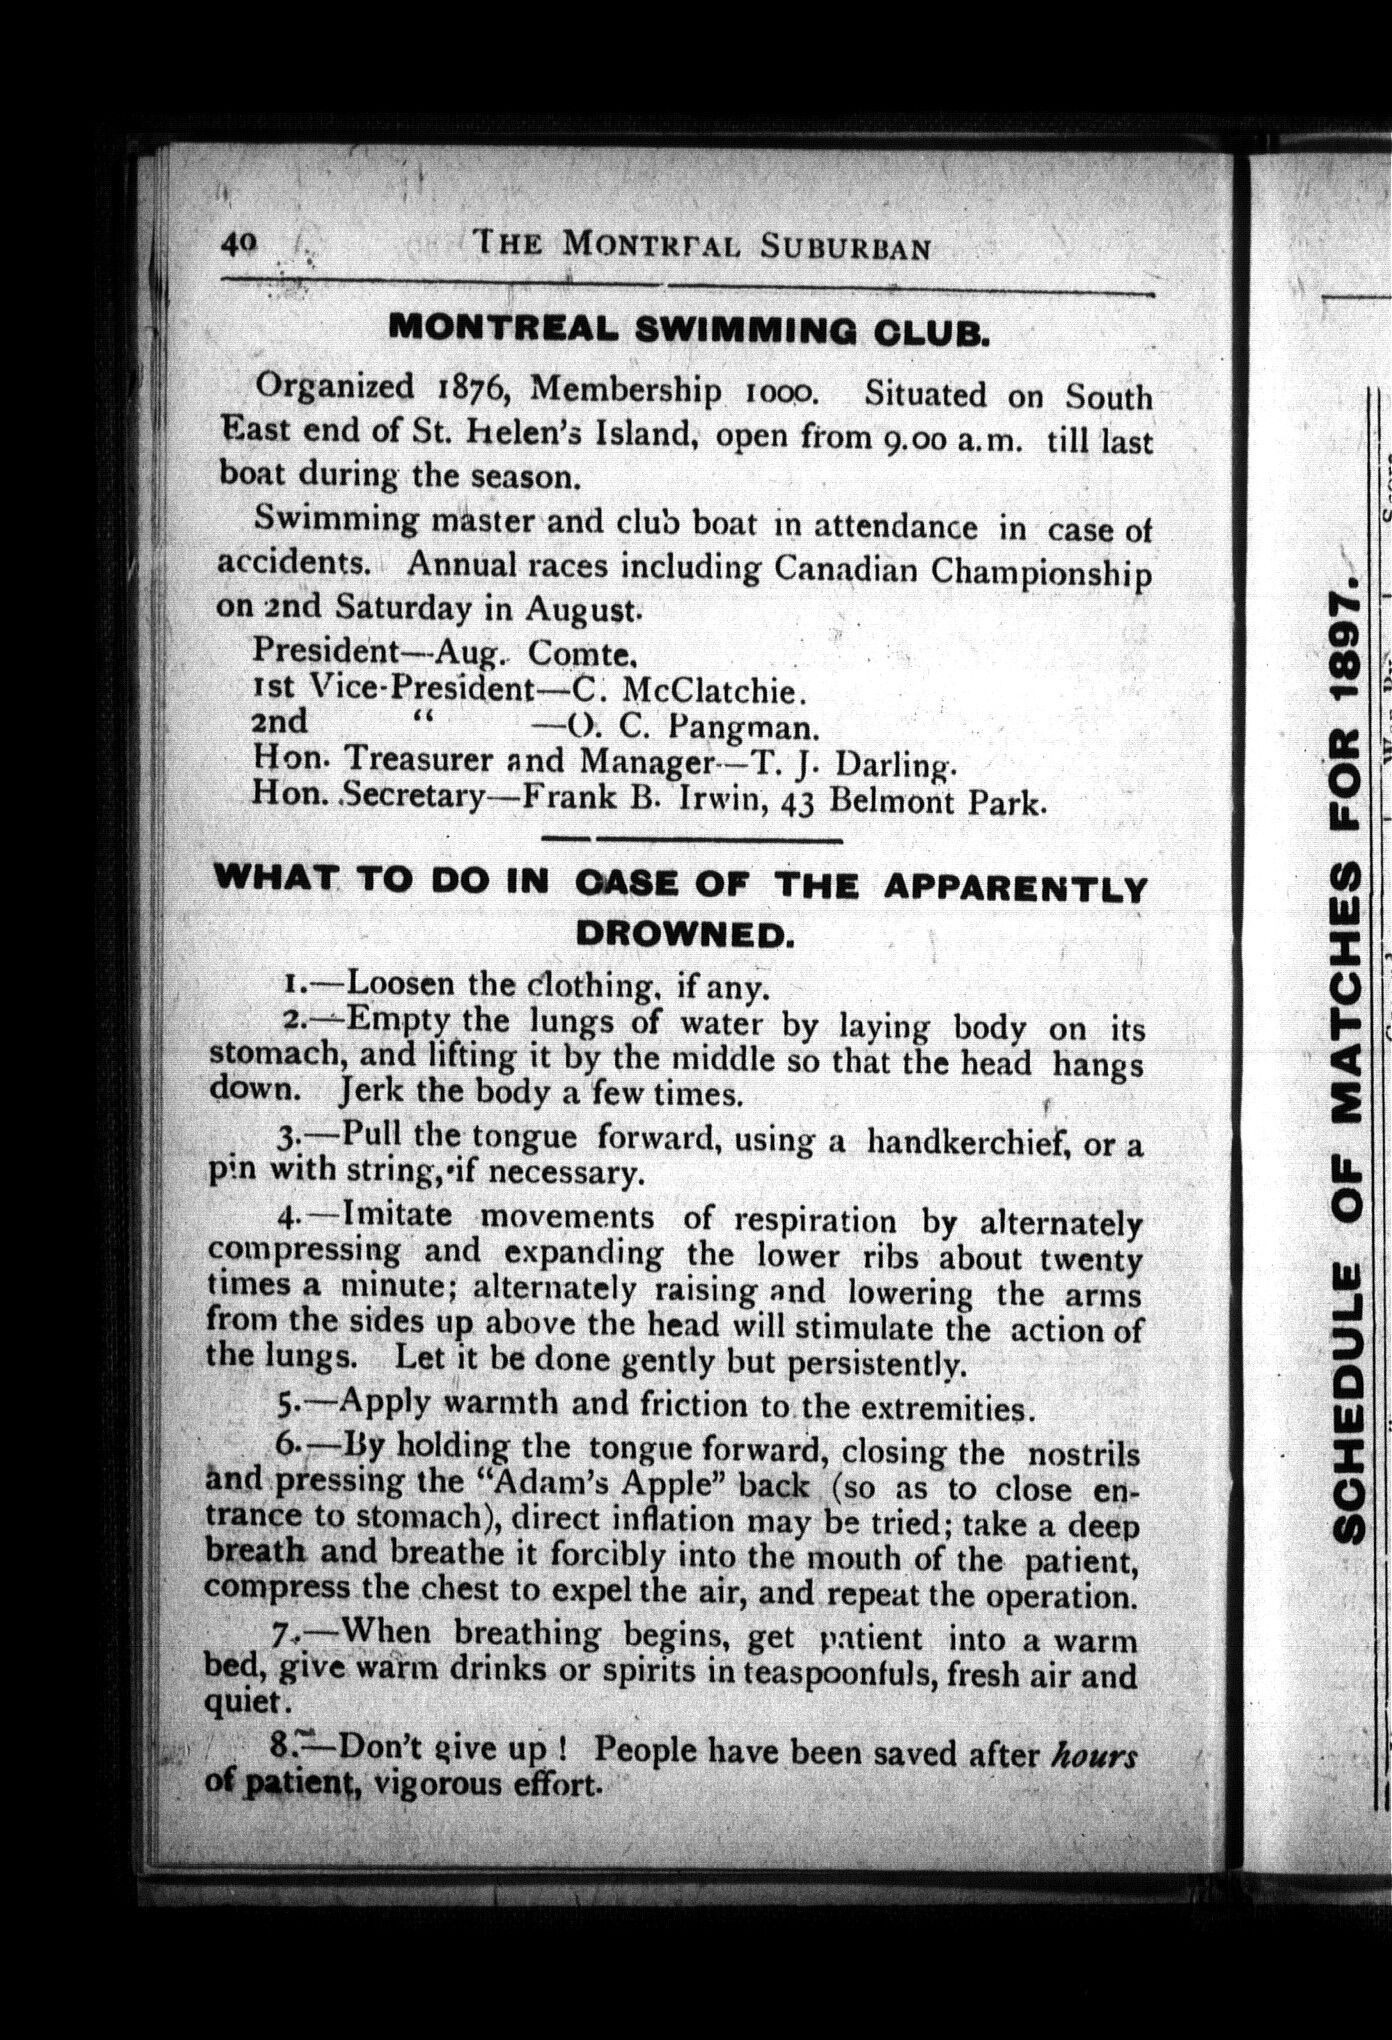 40 THE MONTREAL SUBURBAN
MONTREAL SWIMMING CLUB.
Organized 1876, Membership 1000. Situated on South
East end of St. Helen's Island, open from 9.00 a.m. till last
boat during the season.
Swimming master and club boat in attendance in case of
accidents. Annual races including Canadian Championship
on 2nd Saturday in August.
President—Aug. Comte.
1st Vice-President—C. McClatchie.
2nd " —O. C. Pangman.
Hon. Treasurer and Manager—T. J. Darling.
Hon. Secretary—Frank B. Irwin, 43 Belmont Park.
WHAT TO DO IN CASE OF THE APPARENTLY
DROWNED.
1.—Loosen the clothing, if any.
2.—Empty the lungs of water by laying body on its
stomach, and lifting it by the middle so that the head hangs
down. Jerk the body a few times.
3.—Pull the tongue forward, using a handkerchief, or a
pin with string, if necessary.
4.—Imitate movements of respiration by alternately
compressing and expanding the lower ribs about twenty
times a minute; alternately raising and lowering the arms
from the sides up above the head will stimulate the action of
the lungs. Let it be done gently but persistently.
5.—Apply warmth and friction to the extremities.
6.—By holding the tongue forward, closing the nostrils
and pressing the "Adam's Apple" back (so as to close en-
trance to stomach), direct inflation may be tried; take a deep
breath and breathe it forcibly into the mouth of the patient,
compress the chest to expel the air, and repeat the operation.
7.—When breathing begins, get patient into a warm
bed, give warm drinks or spirits in teaspoonfuls, fresh air and
quiet.
8.—Don't give up! People have been saved after hours
of patient, vigorous effort.
SCHEDULE OF MATCHES FOR 1897.